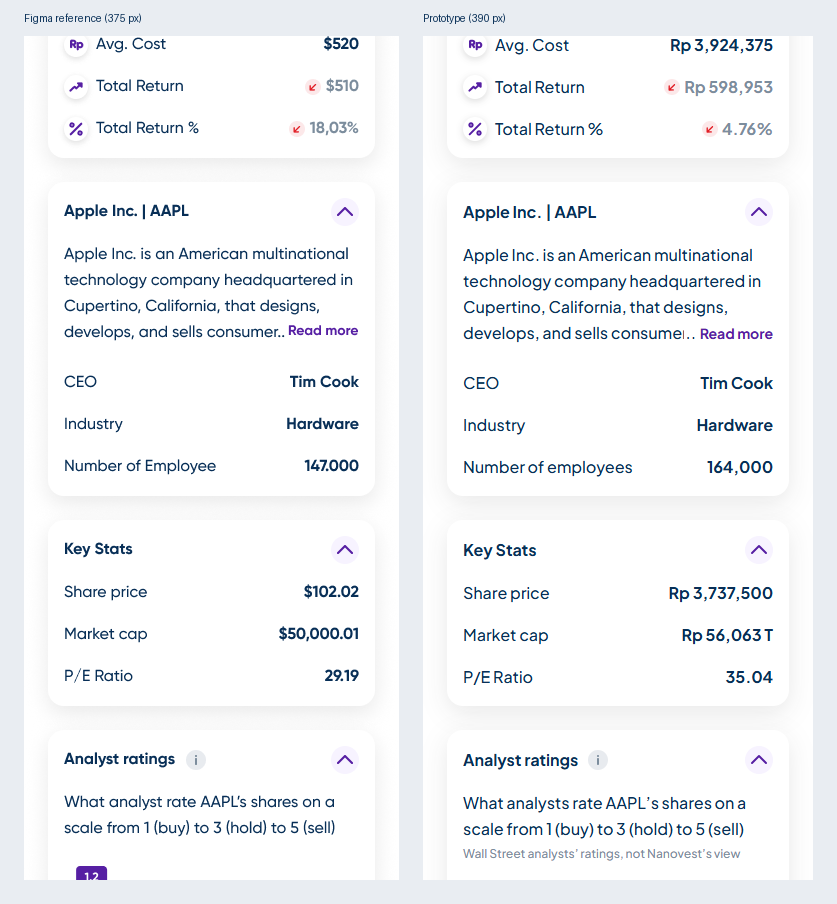 Figma reference (375 px)
Rp Avg. Cost $520
Total Return $510
Total Return % 18,03%
Apple Inc. | AAPL
Apple Inc. is an American multinational
technology company headquartered in
Cupertino, California, that designs,
develops, and sells consumer.. Read more
CEO Tim Cook
Industry Hardware
Number of Employee 147.000
Key Stats
Share price $102.02
Market cap $50,000.01
P/E Ratio 29.19
Analyst ratings i
What analyst rate AAPL's shares on a
scale from 1 (buy) to 3 (hold) to 5 (sell)
1.2
Prototype (390 px)
Rp Avg. Cost Rp 3,924,375
Total Return Rp 598,953
Total Return % 4.76%
Apple Inc. | AAPL
Apple Inc. is an American multinational
technology company headquartered in
Cupertino, California, that designs,
develops, and sells consumer.. Read more
CEO Tim Cook
Industry Hardware
Number of employees 164,000
Key Stats
Share price Rp 3,737,500
Market cap Rp 56,063 T
P/E Ratio 35.04
Analyst ratings i
What analysts rate AAPL's shares on a
scale from 1 (buy) to 3 (hold) to 5 (sell)
Wall Street analysts' ratings, not Nanovest's view